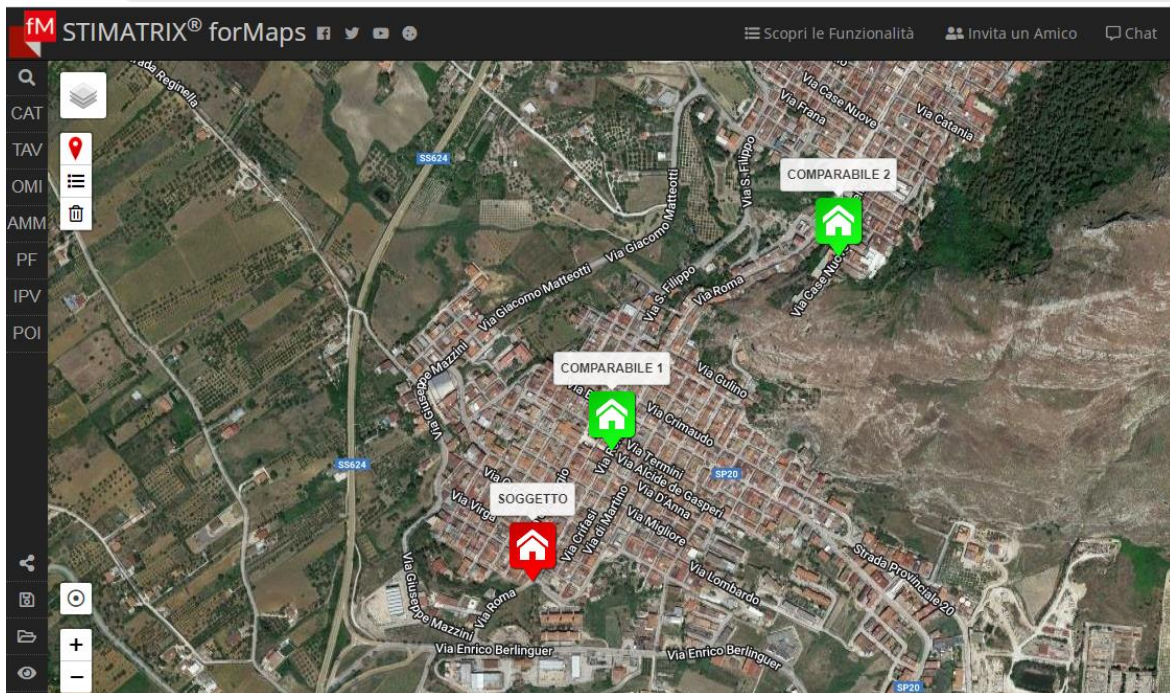 fM STIMATRIX® forMaps
Scopri le Funzionalità
Invita un Amico
Chat
CAT
TAV
OMI
AMM
PF
IPV
POI
Strada Reginella
SS624
Via Frana
Via Case Nuove
Via Catania
Via S. Filippo
COMPARABILE 2
Via Giacomo Matteotti
Via Giacomo Matteotti
Via S. Filippo
Via Roma
Via Case Nuove
Via Giuseppe Mazzini
COMPARABILE 1
Via Gulino
Via Crimaudo
Via Termini
Via Alcide de Gasperi
SP20
SS624
Via Virga
SOGGETTO
Via Crifasi
Via di Martino
Via D'Anna
Via Migliore
Via Lombardo
Strada Provinciale 20
Via Giuseppe Mazzini
Via Roma
Via Enrico Berlinguer
Via Enrico Berlinguer
SP20
+
−